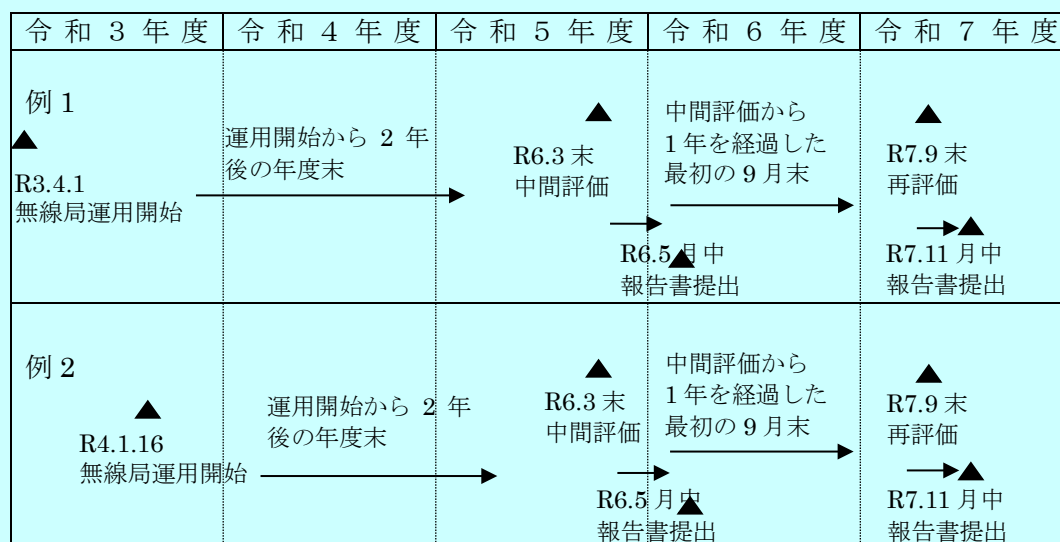 令和3年度 令和4年度 令和5年度 令和6年度 令和7年度
例1
R3.4.1
無線局運用開始
運用開始から 2 年
後の年度末
R6.3 末
中間評価
R6.5 月中
報告書提出
中間評価から
1年を経過した
最初の9月末
R7.9 末
再評価
R7.11 月中
報告書提出
例2
R4.1.16
無線局運用開始
運用開始から 2 年
後の年度末
R6.3 末
中間評価
R6.5 月中
報告書提出
中間評価から
1年を経過した
最初の9月末
R7.9 末
再評価
R7.11 月中
報告書提出